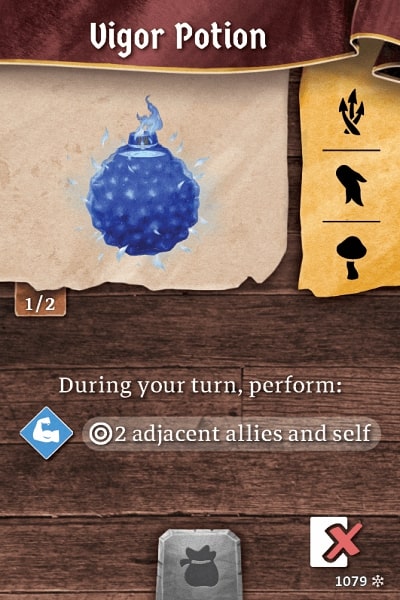 Vigor Potion
1/2
During your turn, perform:
2 adjacent allies and self
1079